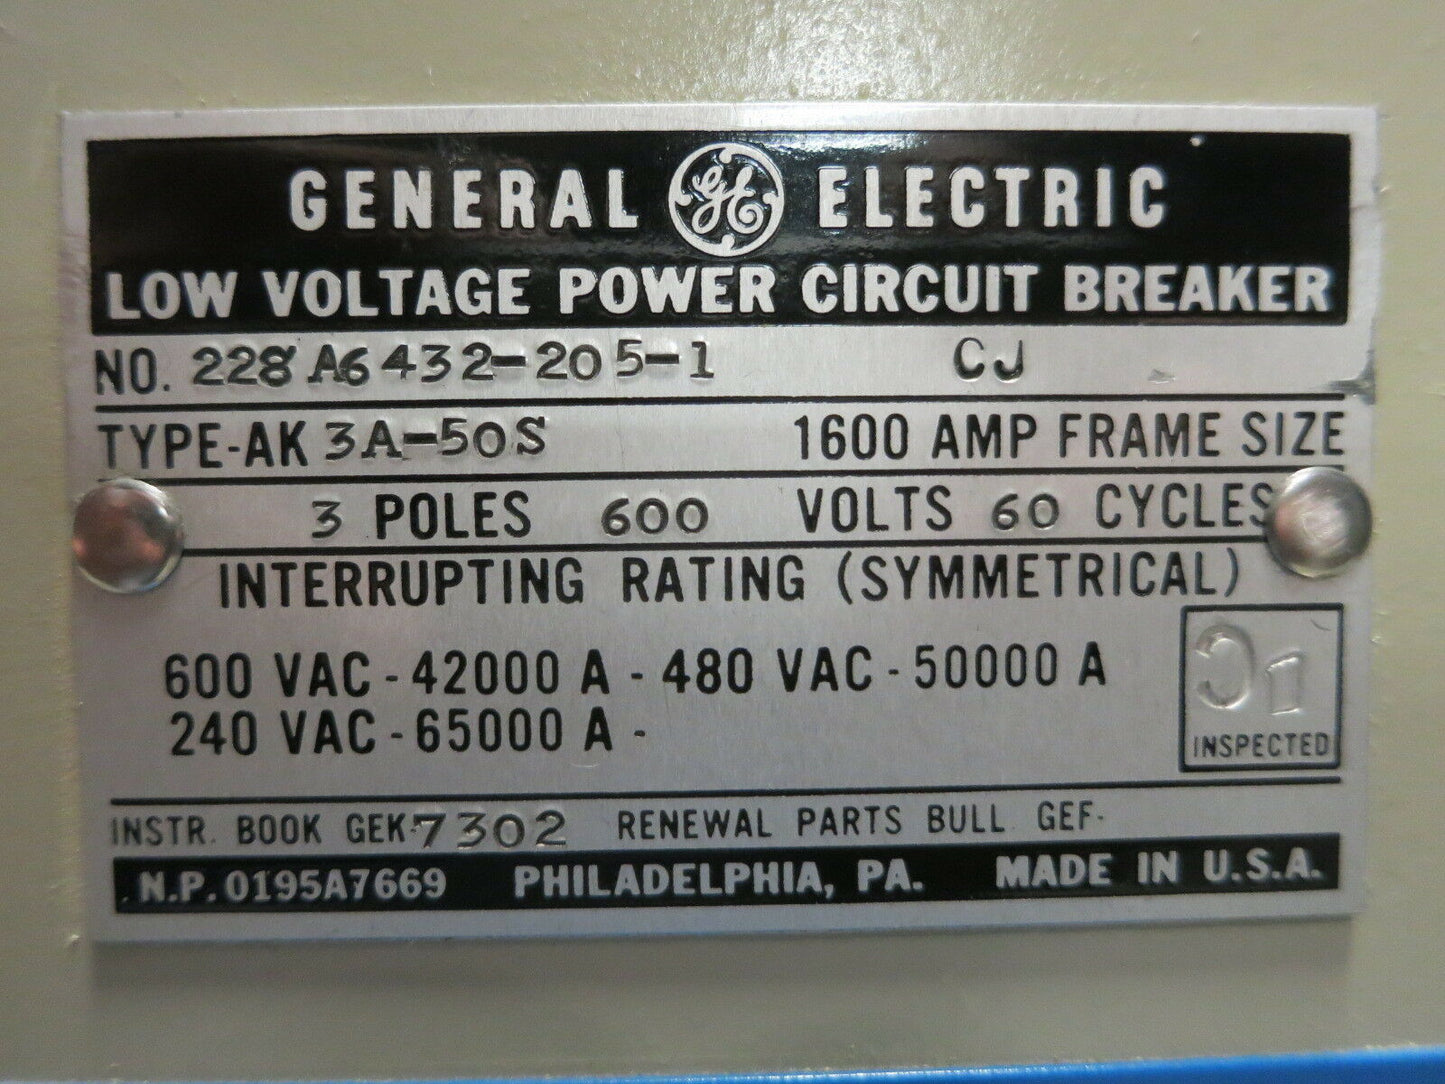 GENERAL GE ELECTRIC
LOW VOLTAGE POWER CIRCUIT BREAKER
NO. 228A6432-205-1 CJ
TYPE-AK 3A-50S 1600 AMP FRAME SIZE
3 POLES 600 VOLTS 60 CYCLES
INTERRUPTING RATING (SYMMETRICAL)
600 VAC - 42000 A - 480 VAC - 50000 A
240 VAC - 65000 A -
INSPECTED
INSTR. BOOK GEK-7302 RENEWAL PARTS BULL GEF-
N.P. 0195A7669 PHILADELPHIA, PA. MADE IN U.S.A.